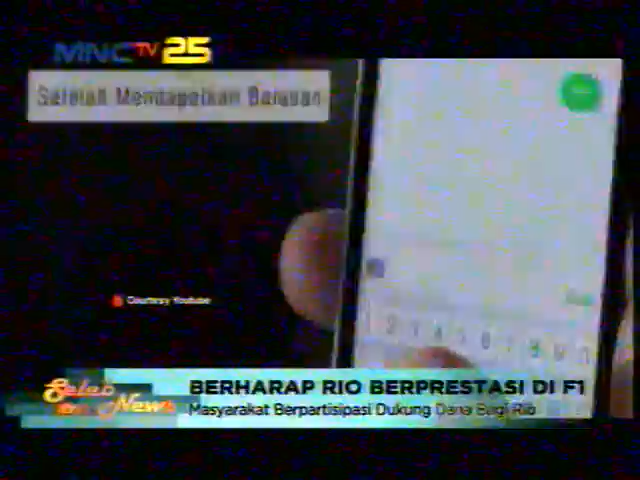 MNCTV 25
Setelah Mendapatkan Balasan
Courtesy Youtube
Seleb On News
BERHARAP RIO BERPRESTASI DI F1
Masyarakat Berpartisipasi Dukung Dana Bagi Rio